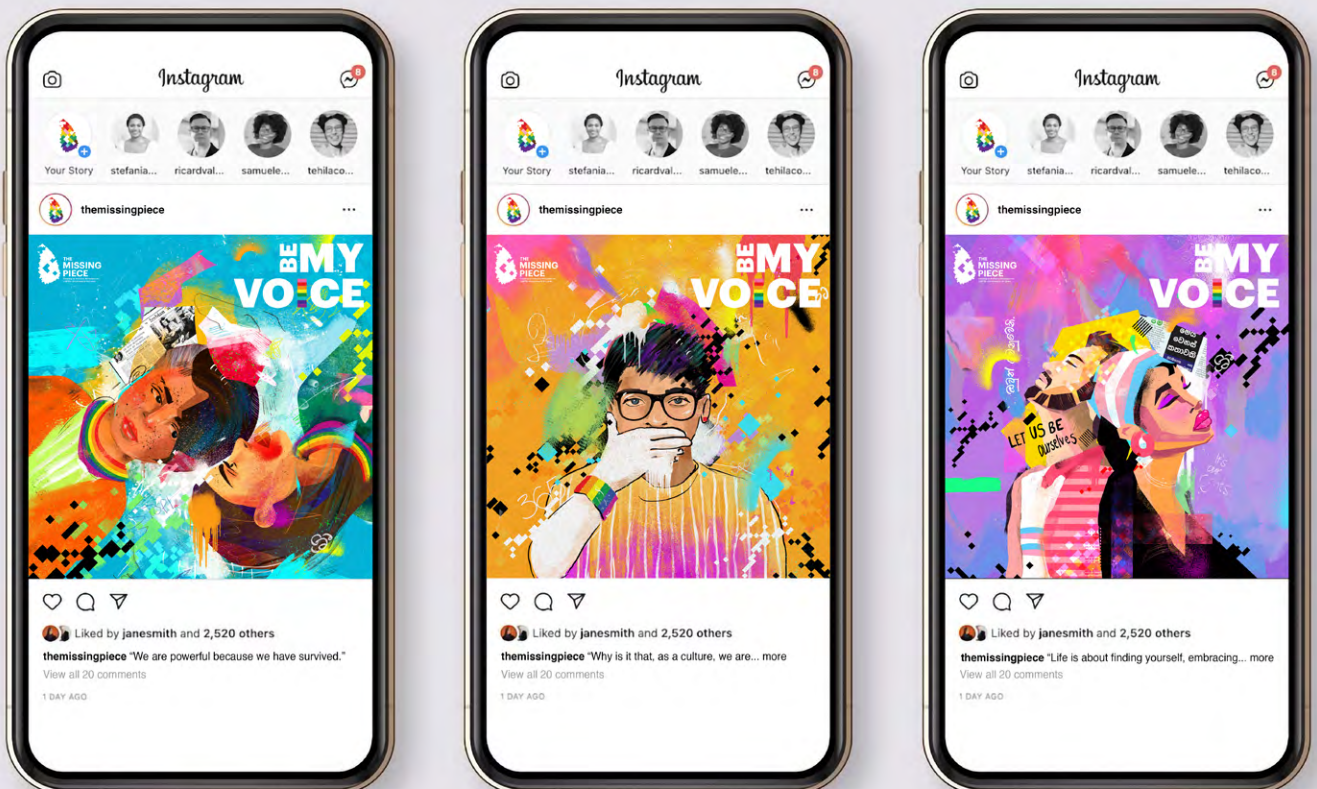 Instagram
8
Your Story
stefania...
ricardval...
samuele...
tehilaco...
themissingpiece
THE
MISSING
PIECE
BE MY
VOICE
Liked by janesmith and 2,520 others
themissingpiece “We are powerful because we have survived.”
View all 20 comments
1 DAY AGO
Instagram
8
Your Story
stefania...
ricardval...
samuele...
tehilaco...
themissingpiece
THE
MISSING
PIECE
BE MY
VOICE
Liked by janesmith and 2,520 others
themissingpiece “Why is it that, as a culture, we are... more
View all 20 comments
1 DAY AGO
Instagram
8
Your Story
stefania...
ricardval...
samuele...
tehilaco...
themissingpiece
THE
MISSING
PIECE
BE MY
VOICE
LET US BE
OURSELVES
Liked by janesmith and 2,520 others
themissingpiece “Life is about finding yourself, embracing... more
View all 20 comments
1 DAY AGO